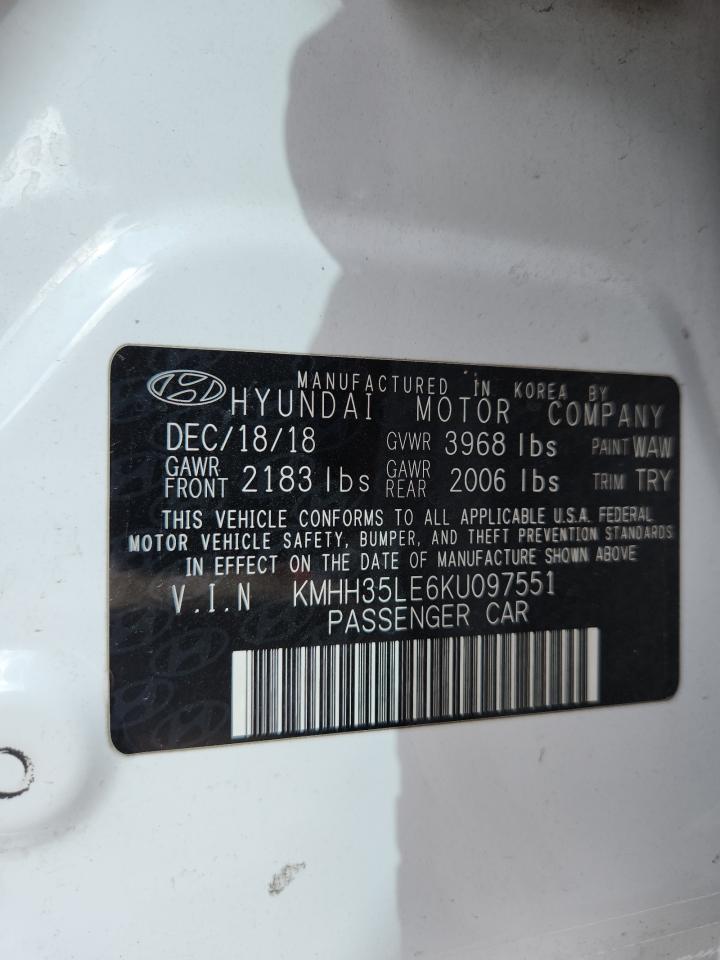 MANUFACTURED IN KOREA BY
HYUNDAI MOTOR COMPANY
DEC/18/18 GVWR 3968 lbs PAINT WAW
GAWR FRONT 2183 lbs GAWR REAR 2006 lbs TRIM TRY
THIS VEHICLE CONFORMS TO ALL APPLICABLE U.S.A. FEDERAL
MOTOR VEHICLE SAFETY, BUMPER, AND THEFT PREVENTION STANDARDS
IN EFFECT ON THE DATE OF MANUFACTURE SHOWN ABOVE
V.I.N KMHH35LE6KU097551
PASSENGER CAR